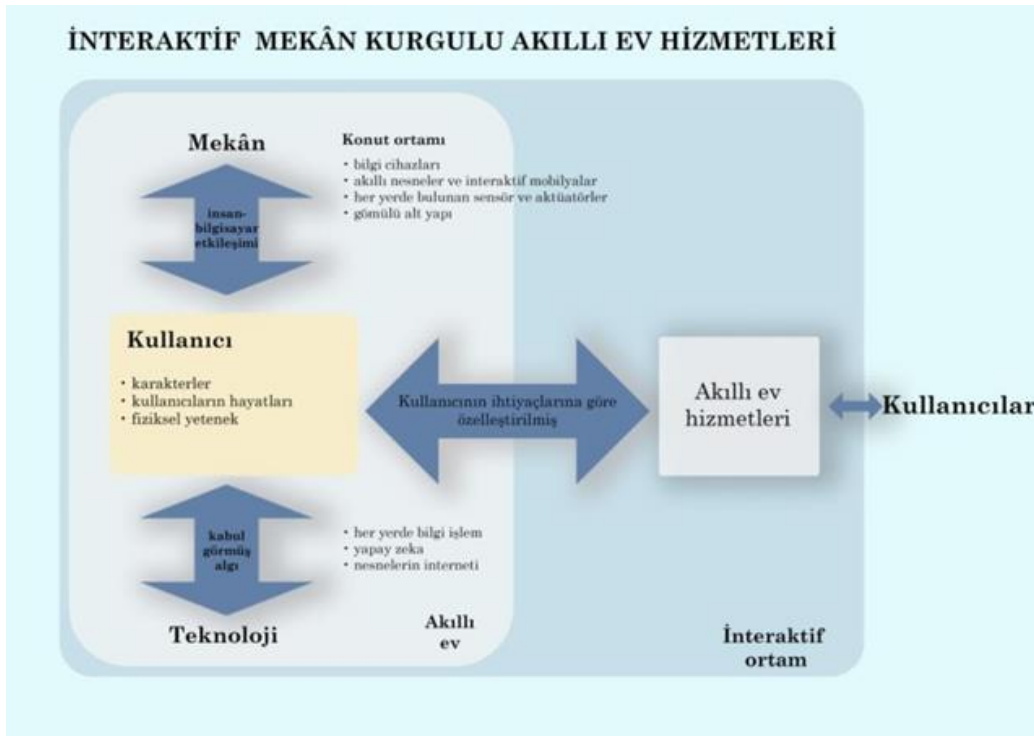 İNTERAKTİF MEKÂN KURGULU AKILLI EV HİZMETLERİ
Mekân
insan-
bilgisayar
etkileşimi
Konut ortamı
• bilgi cihazları
• akıllı nesneler ve interaktif mobilyalar
• her yerde bulunan sensör ve aktüatörler
• gömülü alt yapı
Kullanıcı
• karakterler
• kullanıcıların hayatları
• fiziksel yetenek
Kullanıcının ihtiyaçlarına göre
özelleştirilmiş
Akıllı ev
hizmetleri
Kullanıcılar
kabul
görmüş
algı
• her yerde bilgi işlem
• yapay zeka
• nesnelerin interneti
Teknoloji
Akıllı
ev
İnteraktif
ortam